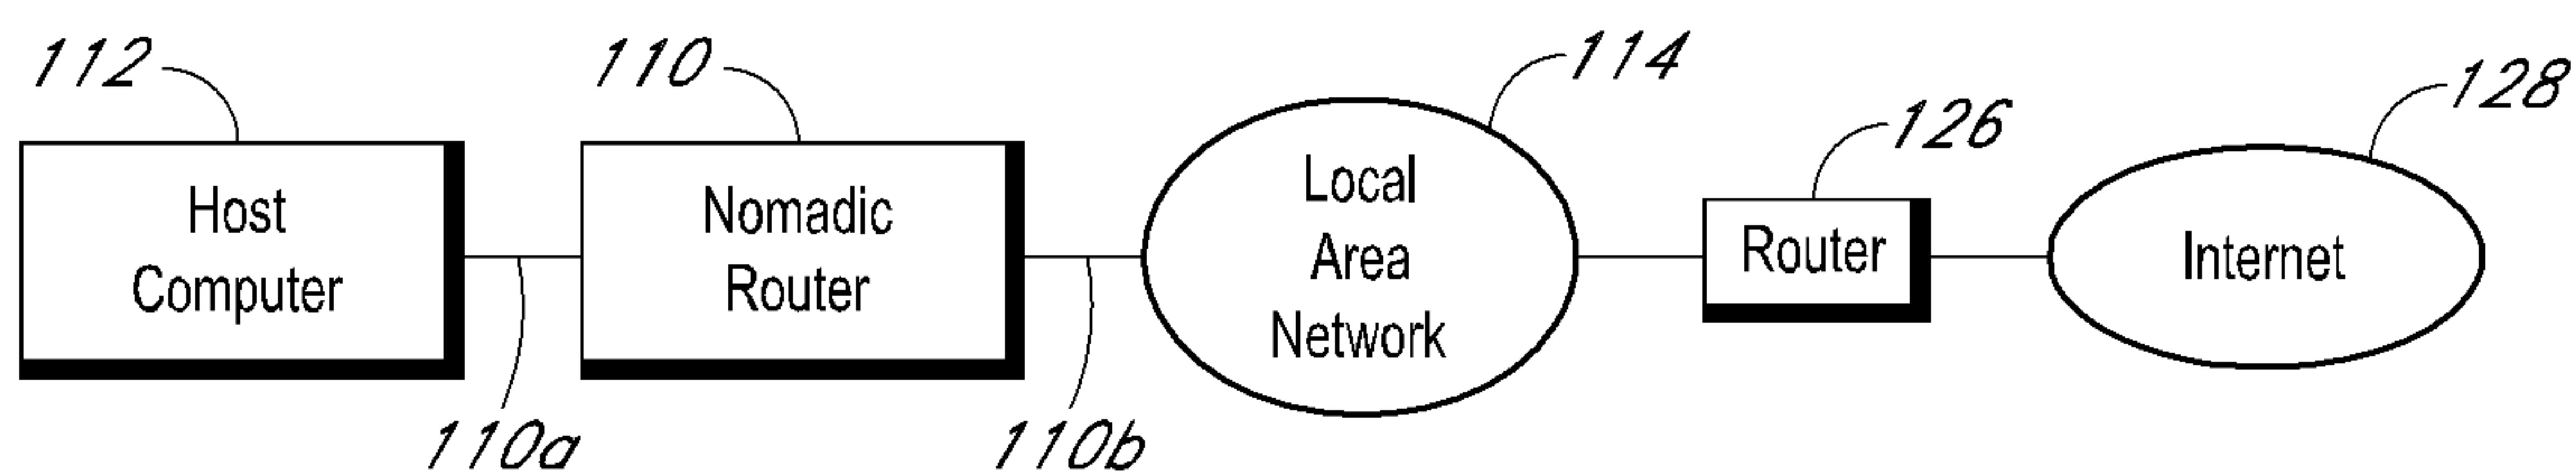 112
110
114
126
128
Host
Computer
Nomadic
Router
Local
Area
Network
Router
Internet
110a
110b